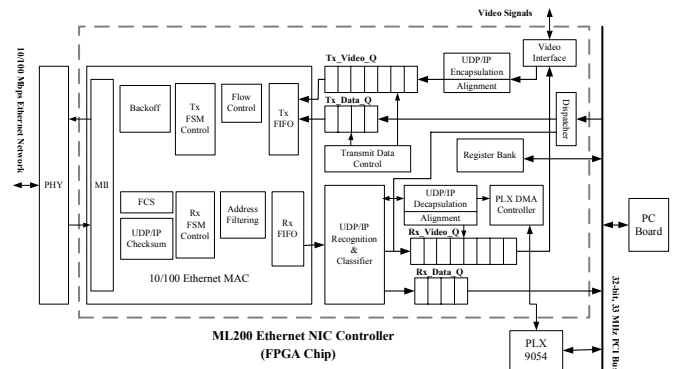 Video Signals
10/100 Mbps Ethernet Network
PHY
MII
Backoff
Tx
FSM
Control
Flow
Control
Tx
FIFO
Tx_Video_Q
Tx_Data_Q
Transmit Data
Control
UDP/IP
Encapsulation
Alignment
Video
Interface
Dispatcher
Register Bank
FCS
UDP/IP
Checksum
Rx
FSM
Control
Address
Filtering
Rx
FIFO
10/100 Ethernet MAC
UDP/IP
Recognition
&
Classifier
UDP/IP
Decapsulation
Alignment
PLX DMA
Controller
Rx_Video_Q
Rx_Data_Q
PC
Board
PLX
9054
32-bit, 33 MHz PCI Bus
ML200 Ethernet NIC Controller
(FPGA Chip)